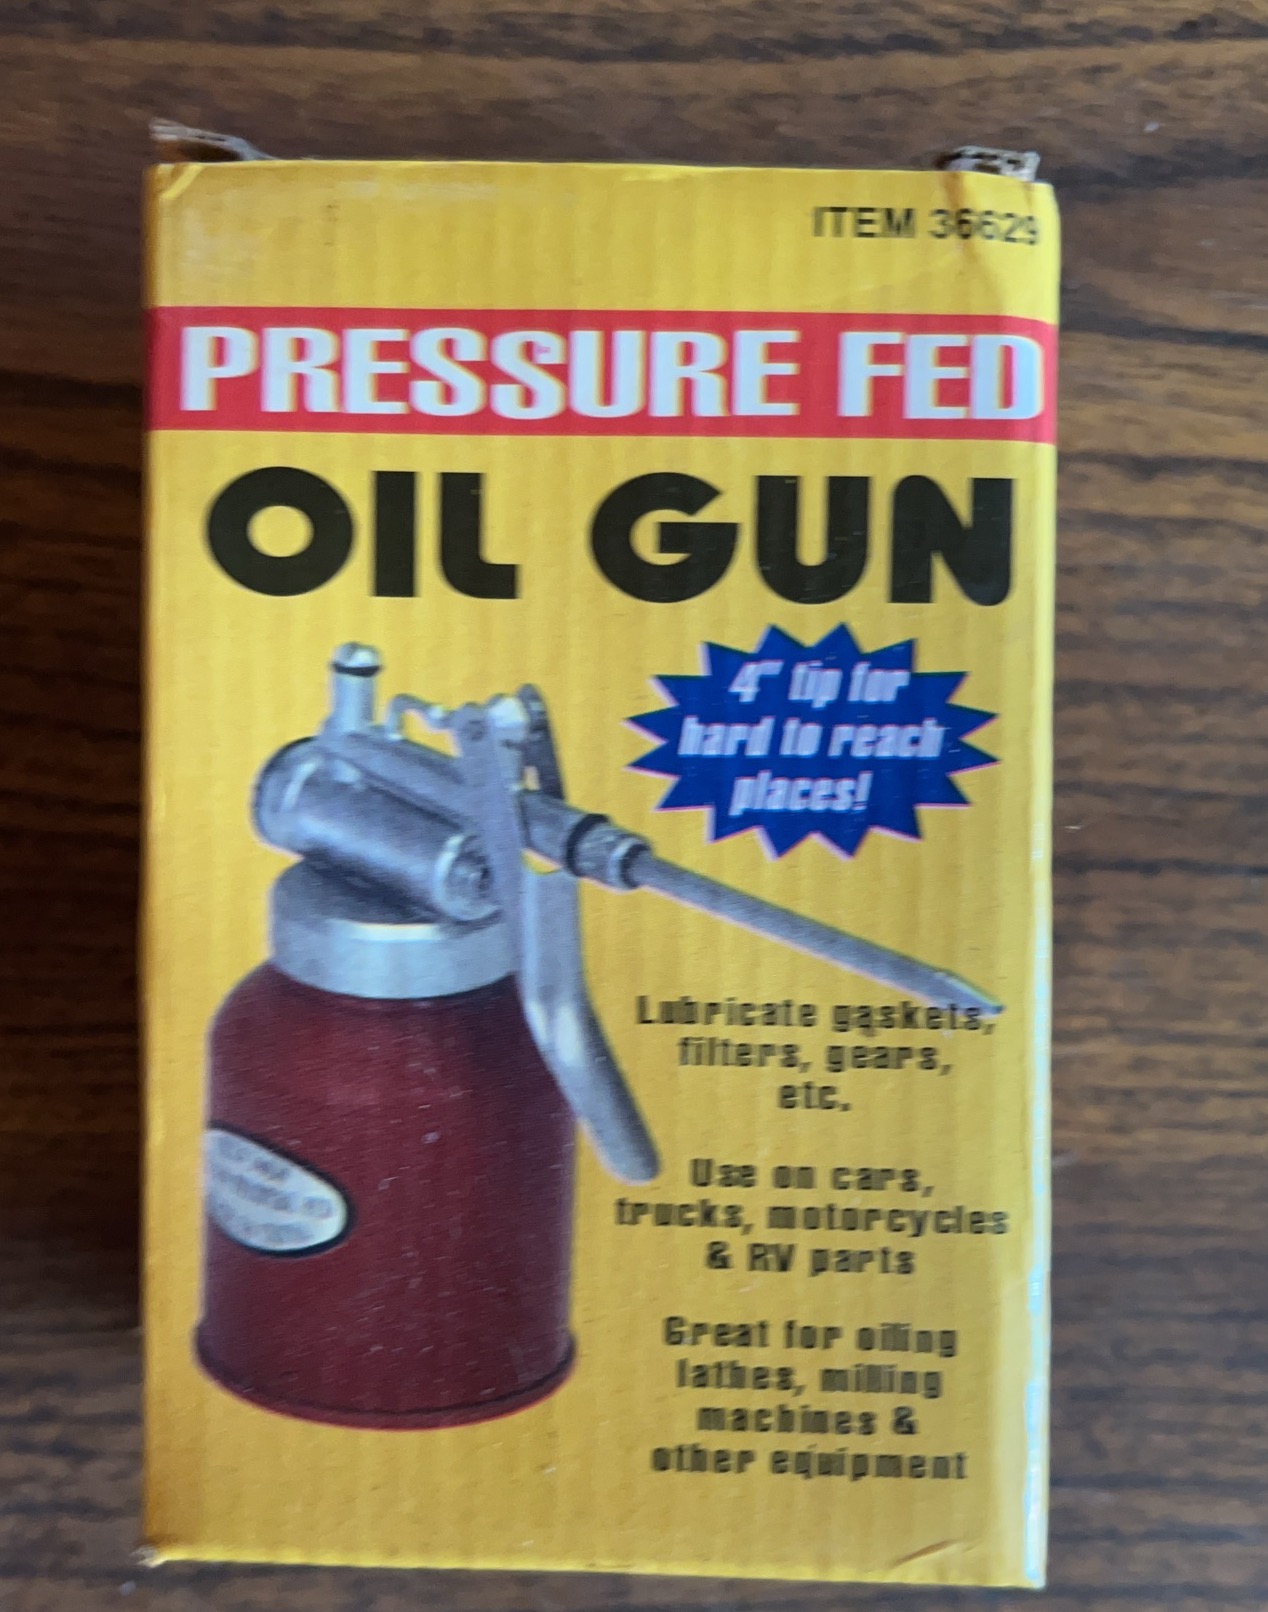 ITEM 36629
PRESSURE FED
OIL GUN
4" tip for
hard to reach
places!
Lubricate gaskets,
filters, gears,
etc.
Use on cars,
trucks, motorcycles
& RV parts
Great for oiling
lathes, milling
machines &
other equipment